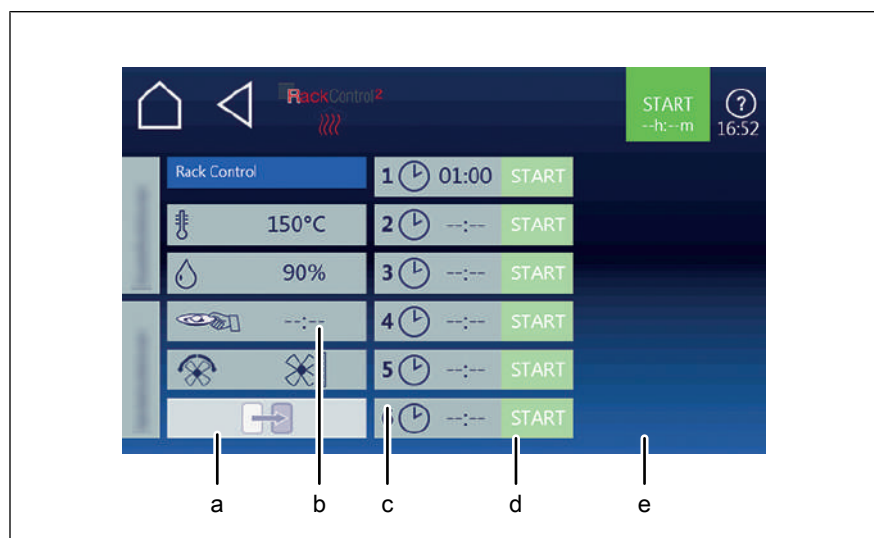 RackControl2
START
--h:--m
?
16:52
Rack Control
150°C
90%
--:--
1 01:00 START
2 --:-- START
3 --:-- START
4 --:-- START
5 --:-- START
6 --:-- START
a b c d e